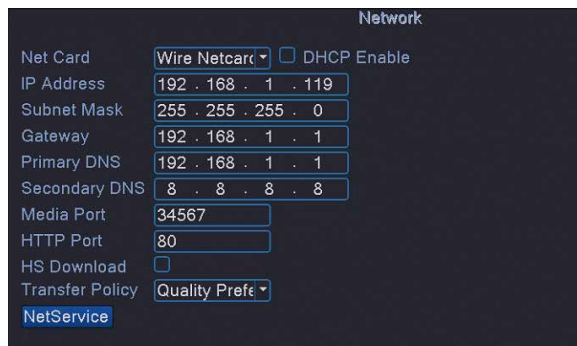 Network
Net Card Wire Netcarc DHCP Enable
IP Address 192 . 168 . 1 . 119
Subnet Mask 255 . 255 . 255 . 0
Gateway 192 . 168 . 1 . 1
Primary DNS 192 . 168 . 1 . 1
Secondary DNS 8 . 8 . 8 . 8
Media Port 34567
HTTP Port 80
HS Download
Transfer Policy Quality Prefe
NetService